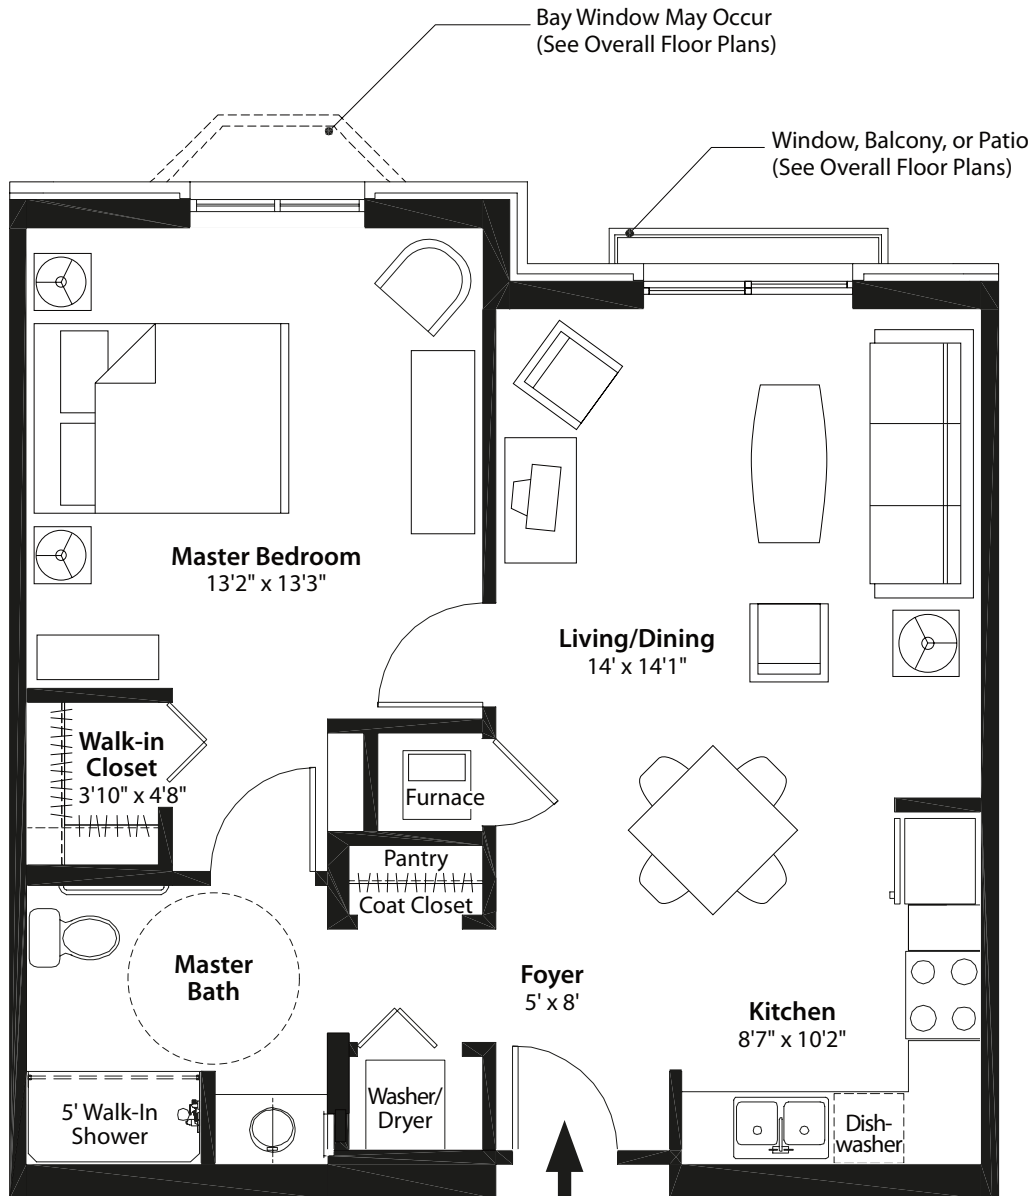 Bay Window May Occur
(See Overall Floor Plans)
Window, Balcony, or Patio
(See Overall Floor Plans)
Master Bedroom
13'2" x 13'3"
Living/Dining
14' x 14'1"
Walk-in
Closet
3'10" x 4'8"
Furnace
Pantry
Coat Closet
Master
Bath
Foyer
5' x 8'
Kitchen
8'7" x 10'2"
5' Walk-In
Shower
Washer/
Dryer
Dish-
washer